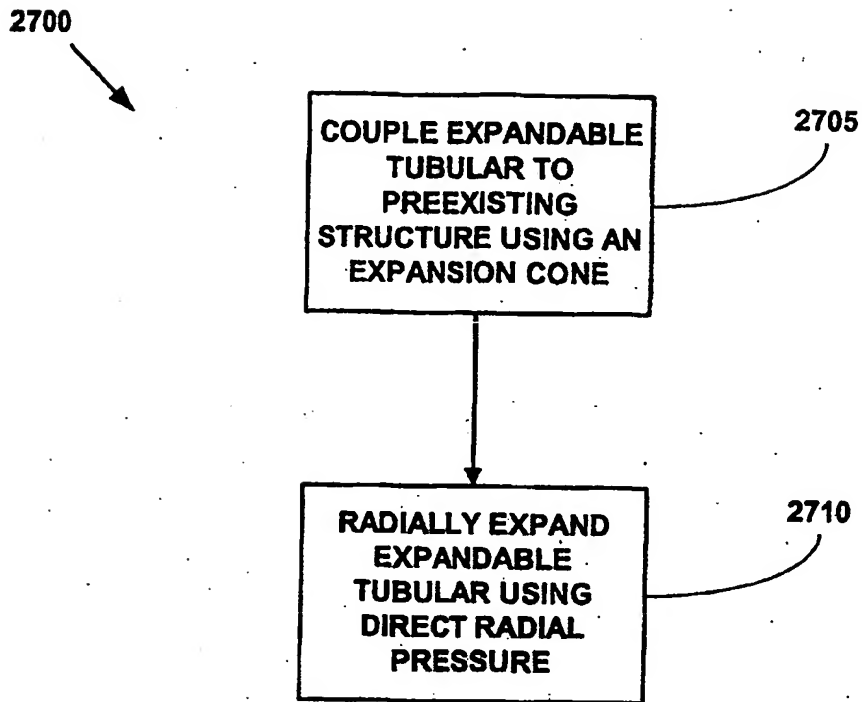 2700
COUPLE EXPANDABLE
TUBULAR TO
PREEXISTING
STRUCTURE USING AN
EXPANSION CONE
2705
RADIALLY EXPAND
EXPANDABLE
TUBULAR USING
DIRECT RADIAL
PRESSURE
2710